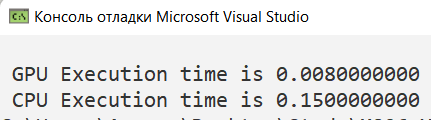 Консоль отладки Microsoft Visual Studio
GPU Execution time is 0.0080000000
CPU Execution time is 0.1500000000